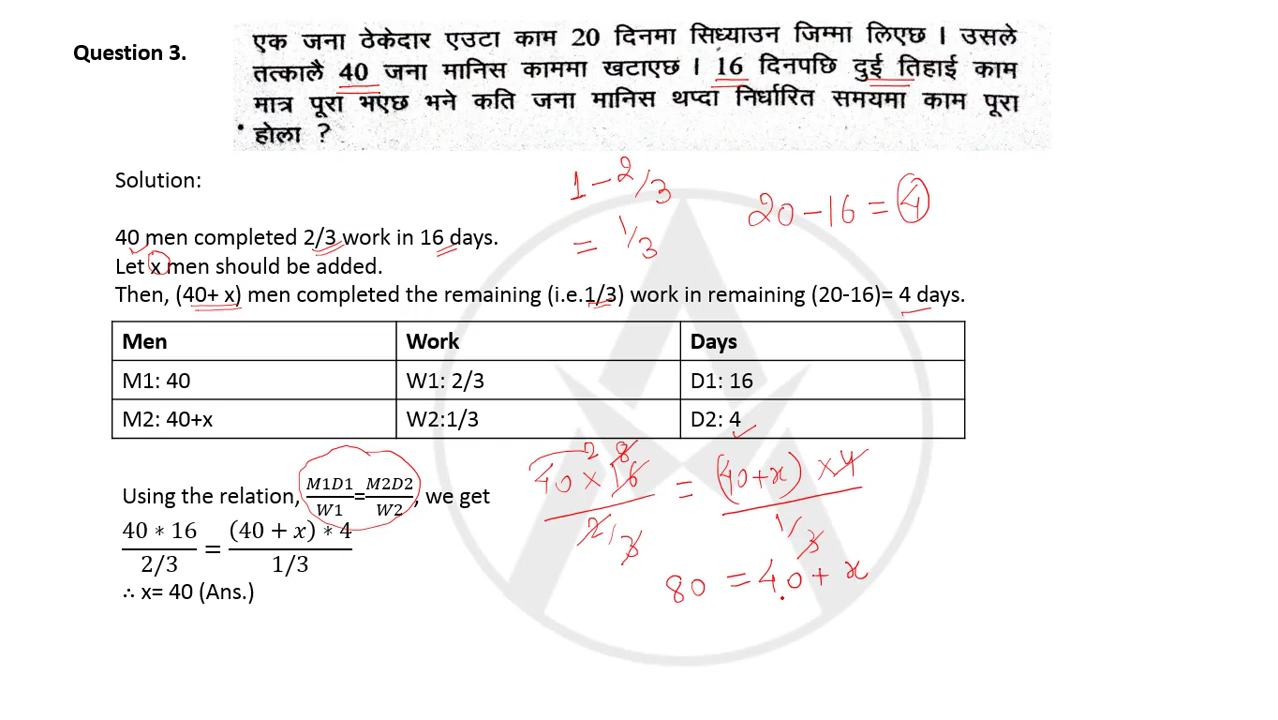 Question 3.
एक जना ठेकेदार एउटा काम 20 दिनमा सिध्याउन जिम्मा लिएछ । उसले
तत्कालै 40 जना मानिस काममा खटाएछ । 16 दिनपछि दुई तिहाई काम
मात्र पूरा भएछ भने कति जना मानिस थप्दा निर्धारित समयमा काम पूरा
होला ?
Solution:
1 - 2/3
= 1/3
20 - 16 = 4
40 men completed 2/3 work in 16 days.
Let x men should be added.
Then, (40+ x) men completed the remaining (i.e.1/3) work in remaining (20-16)= 4 days.
Men Work Days
M1: 40 W1: 2/3 D1: 16
M2: 40+x W2:1/3 D2: 4
Using the relation, M1D1/W1=M2D2/W2, we get
(40 * 16)/(2/3) = ((40 + x) * 4)/(1/3)
∴ x= 40 (Ans.)
2 8
40 × 16 / 2/3 = (40+x) × 4 / 1/3
80 = 40 + x